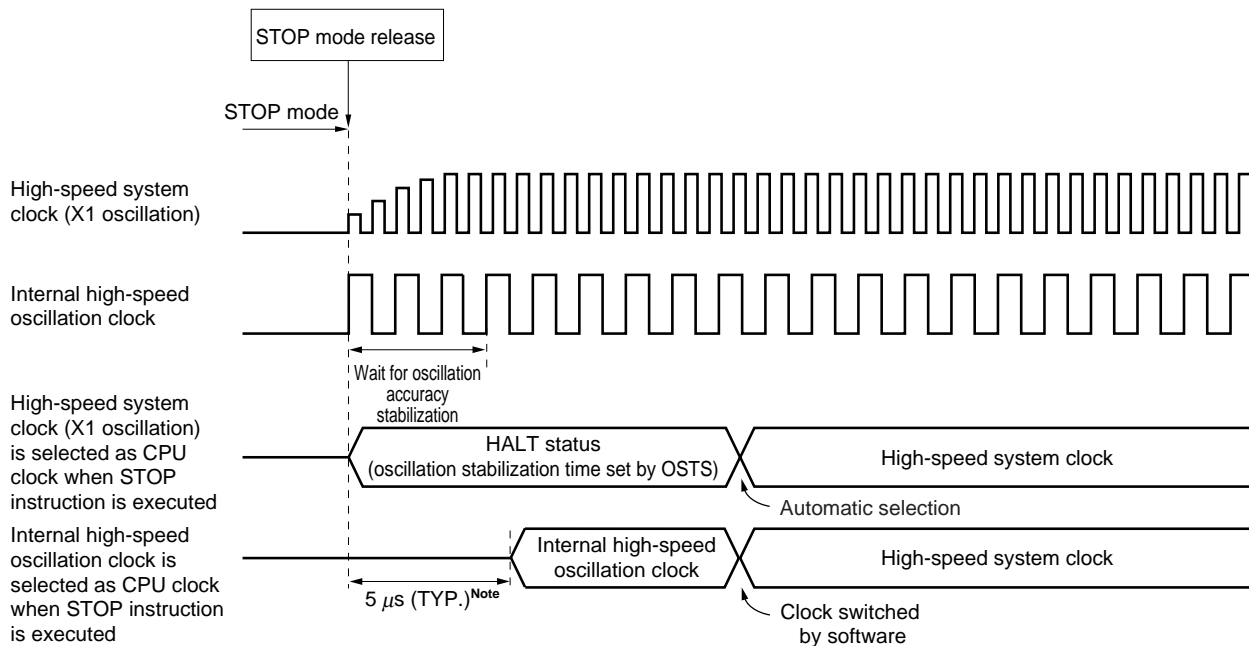 STOP mode release
STOP mode
High-speed system
clock (X1 oscillation)
Internal high-speed
oscillation clock
Wait for oscillation
accuracy
stabilization
High-speed system
clock (X1 oscillation)
is selected as CPU
clock when STOP
instruction is executed
HALT status
(oscillation stabilization time set by OSTS)
High-speed system clock
Automatic selection
Internal high-speed
oscillation clock is
selected as CPU clock
when STOP instruction
is executed
Internal high-speed
oscillation clock
High-speed system clock
5 μs (TYP.)Note
Clock switched
by software